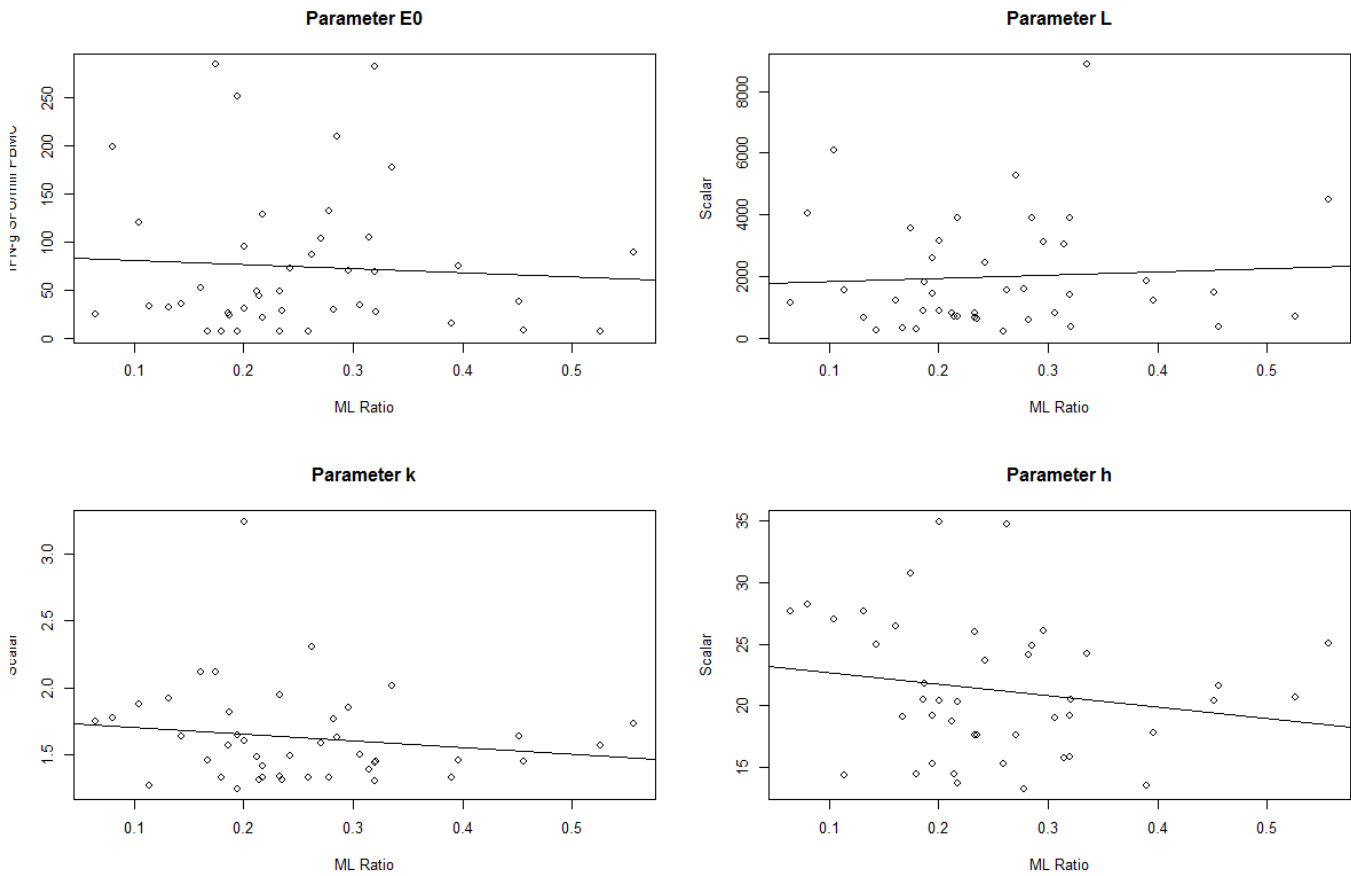 Parameter E0
IFN-g SFU/mill PBMC
0 50 100 150 200 250
0.1 0.2 0.3 0.4 0.5
ML Ratio
Parameter L
Scalar
0 2000 4000 6000 8000
0.1 0.2 0.3 0.4 0.5
ML Ratio
Parameter k
Scalar
1.5 2.0 2.5 3.0
0.1 0.2 0.3 0.4 0.5
ML Ratio
Parameter h
Scalar
15 20 25 30 35
0.1 0.2 0.3 0.4 0.5
ML Ratio